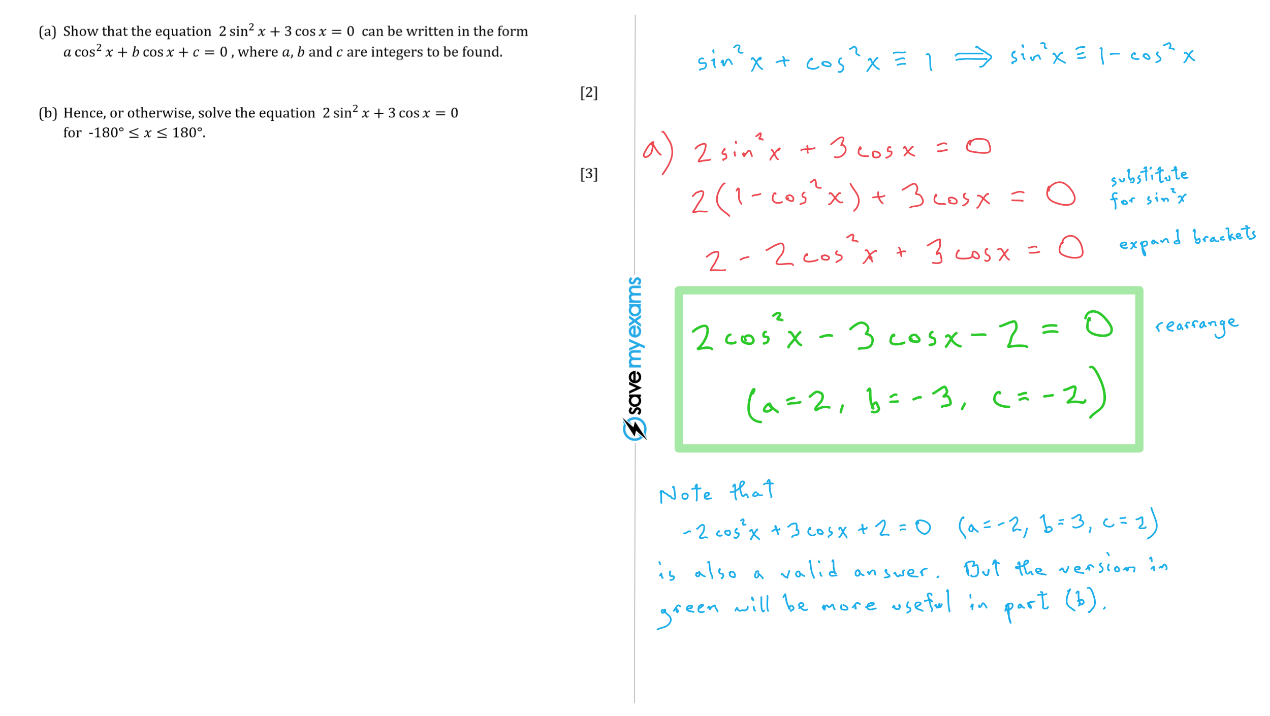 (a) Show that the equation 2 sin² x + 3 cos x = 0 can be written in the form
a cos² x + b cos x + c = 0 , where a, b and c are integers to be found.
[2]
(b) Hence, or otherwise, solve the equation 2 sin² x + 3 cos x = 0
for -180° ≤ x ≤ 180°.
[3]
save my exams
sin²x + cos²x ≡ 1 ⟹ sin²x ≡ 1 - cos²x
a) 2 sin²x + 3 cos x = 0
2(1 - cos²x) + 3 cos x = 0
substitute
for sin²x
2 - 2 cos²x + 3 cos x = 0
expand brackets
2 cos²x - 3 cos x - 2 = 0
rearrange
(a = 2, b = -3, c = -2)
Note that
-2 cos²x + 3 cos x + 2 = 0 (a = -2, b = 3, c = 2)
is also a valid answer. But the version in
green will be more useful in part (b).